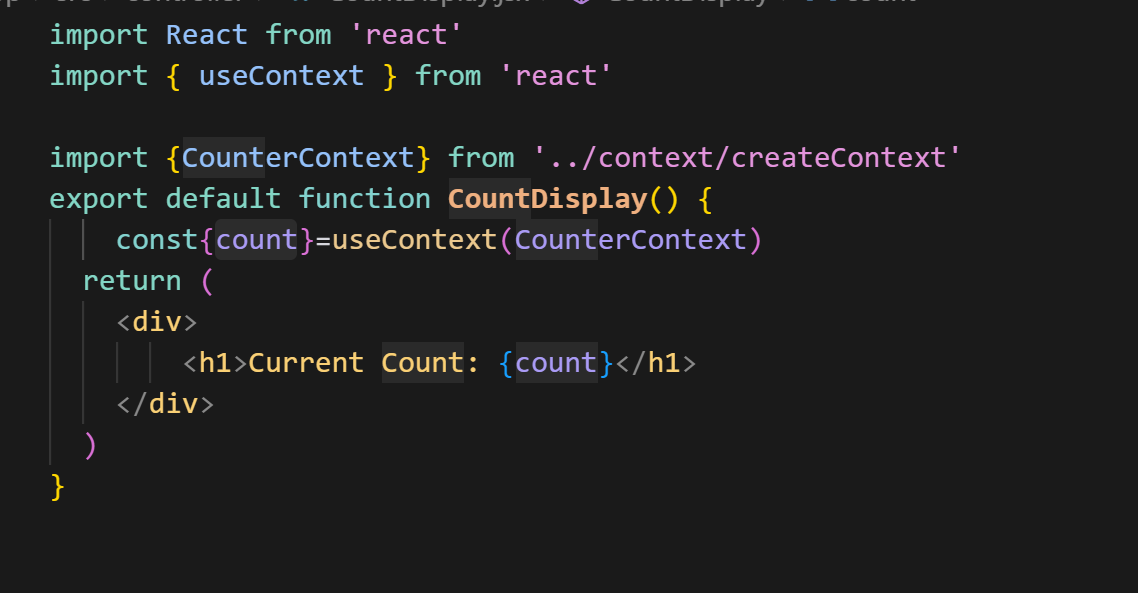 import React from 'react'
import { useContext } from 'react'
import {CounterContext} from '../context/createContext'
export default function CountDisplay() {
const{count}=useContext(CounterContext)
return (
<div>
<h1>Current Count: {count}</h1>
</div>
)
}